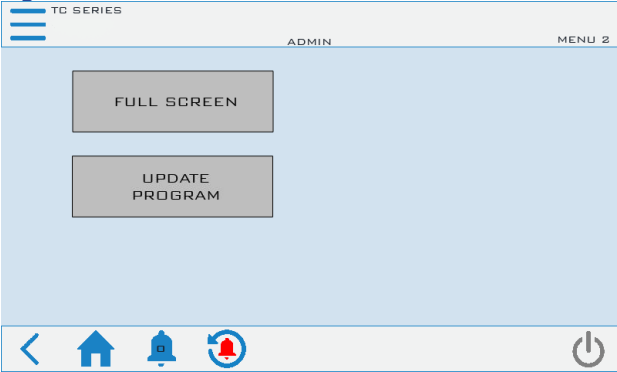 TC SERIES
ADMIN
MENU 2
FULL SCREEN
UPDATE
PROGRAM
0